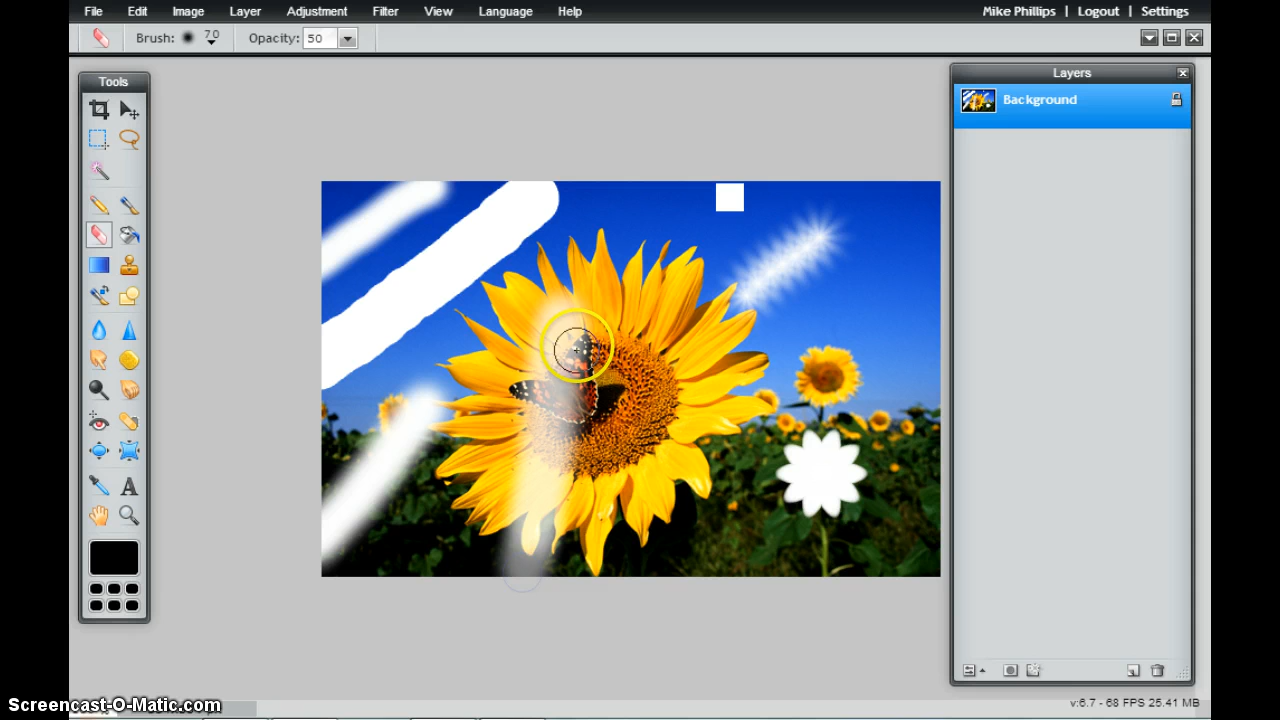 File Edit Image Layer Adjustment Filter View Language Help Mike Phillips | Logout | Settings
Brush: 70 Opacity: 50
Tools
Layers
Background
A
v:6.7 - 68 FPS 25.41 MB
Screencast-O-Matic.com